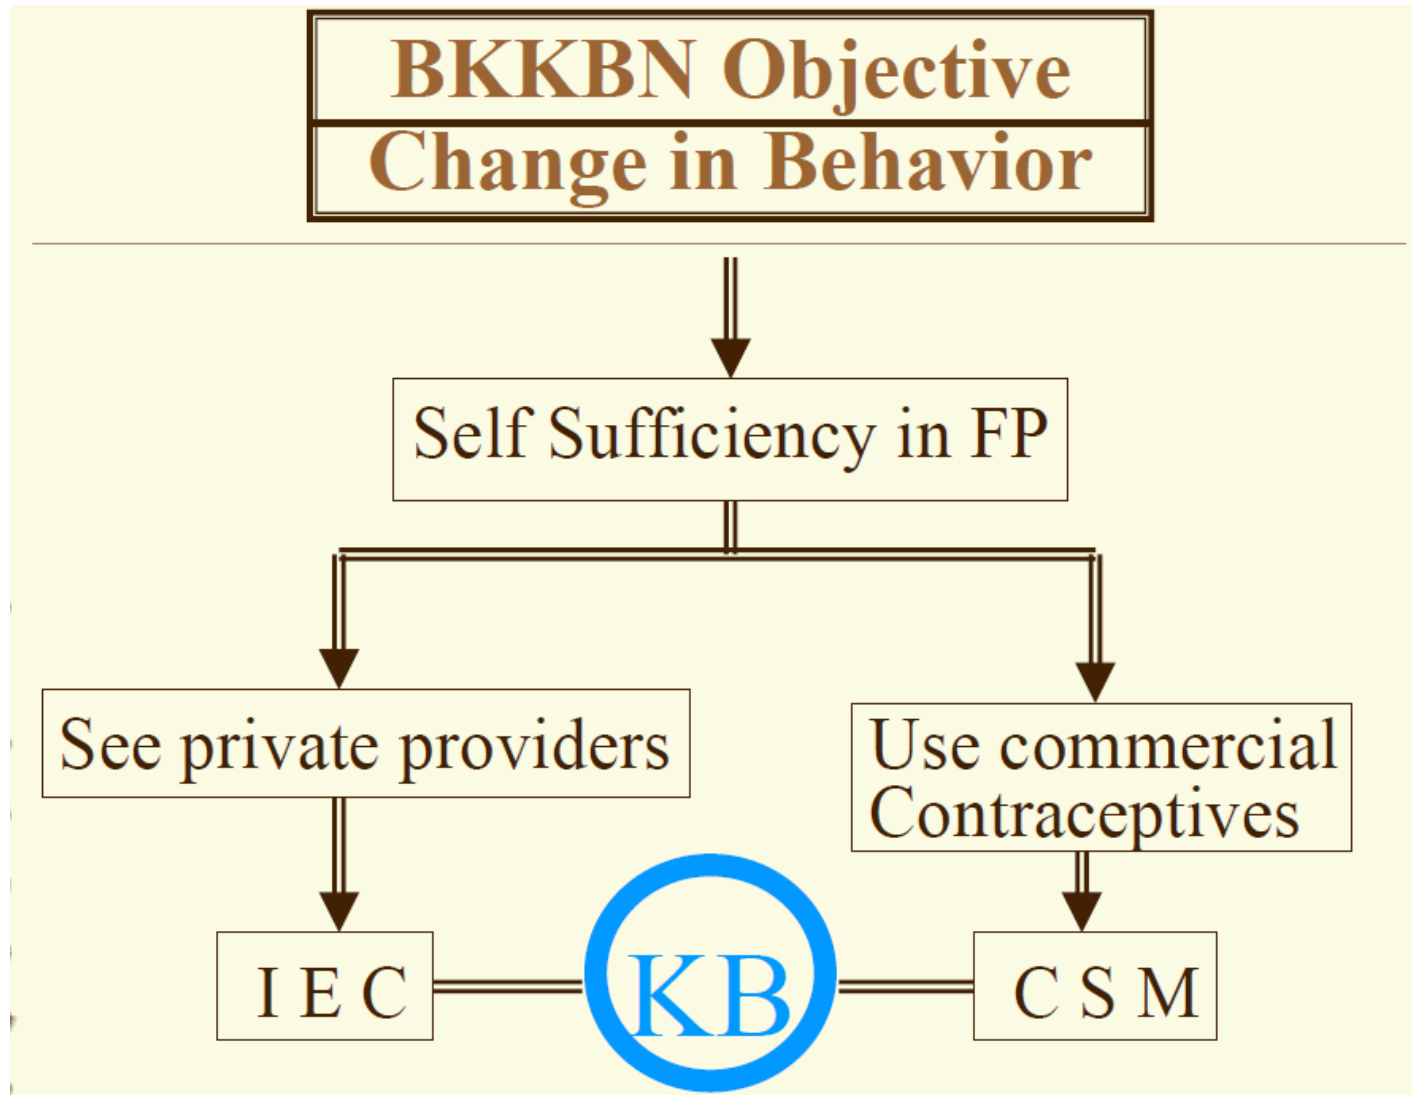 BKKBN Objective
Change in Behavior
Self Sufficiency in FP
See private providers
Use commercial
Contraceptives
I E C
KB
C S M